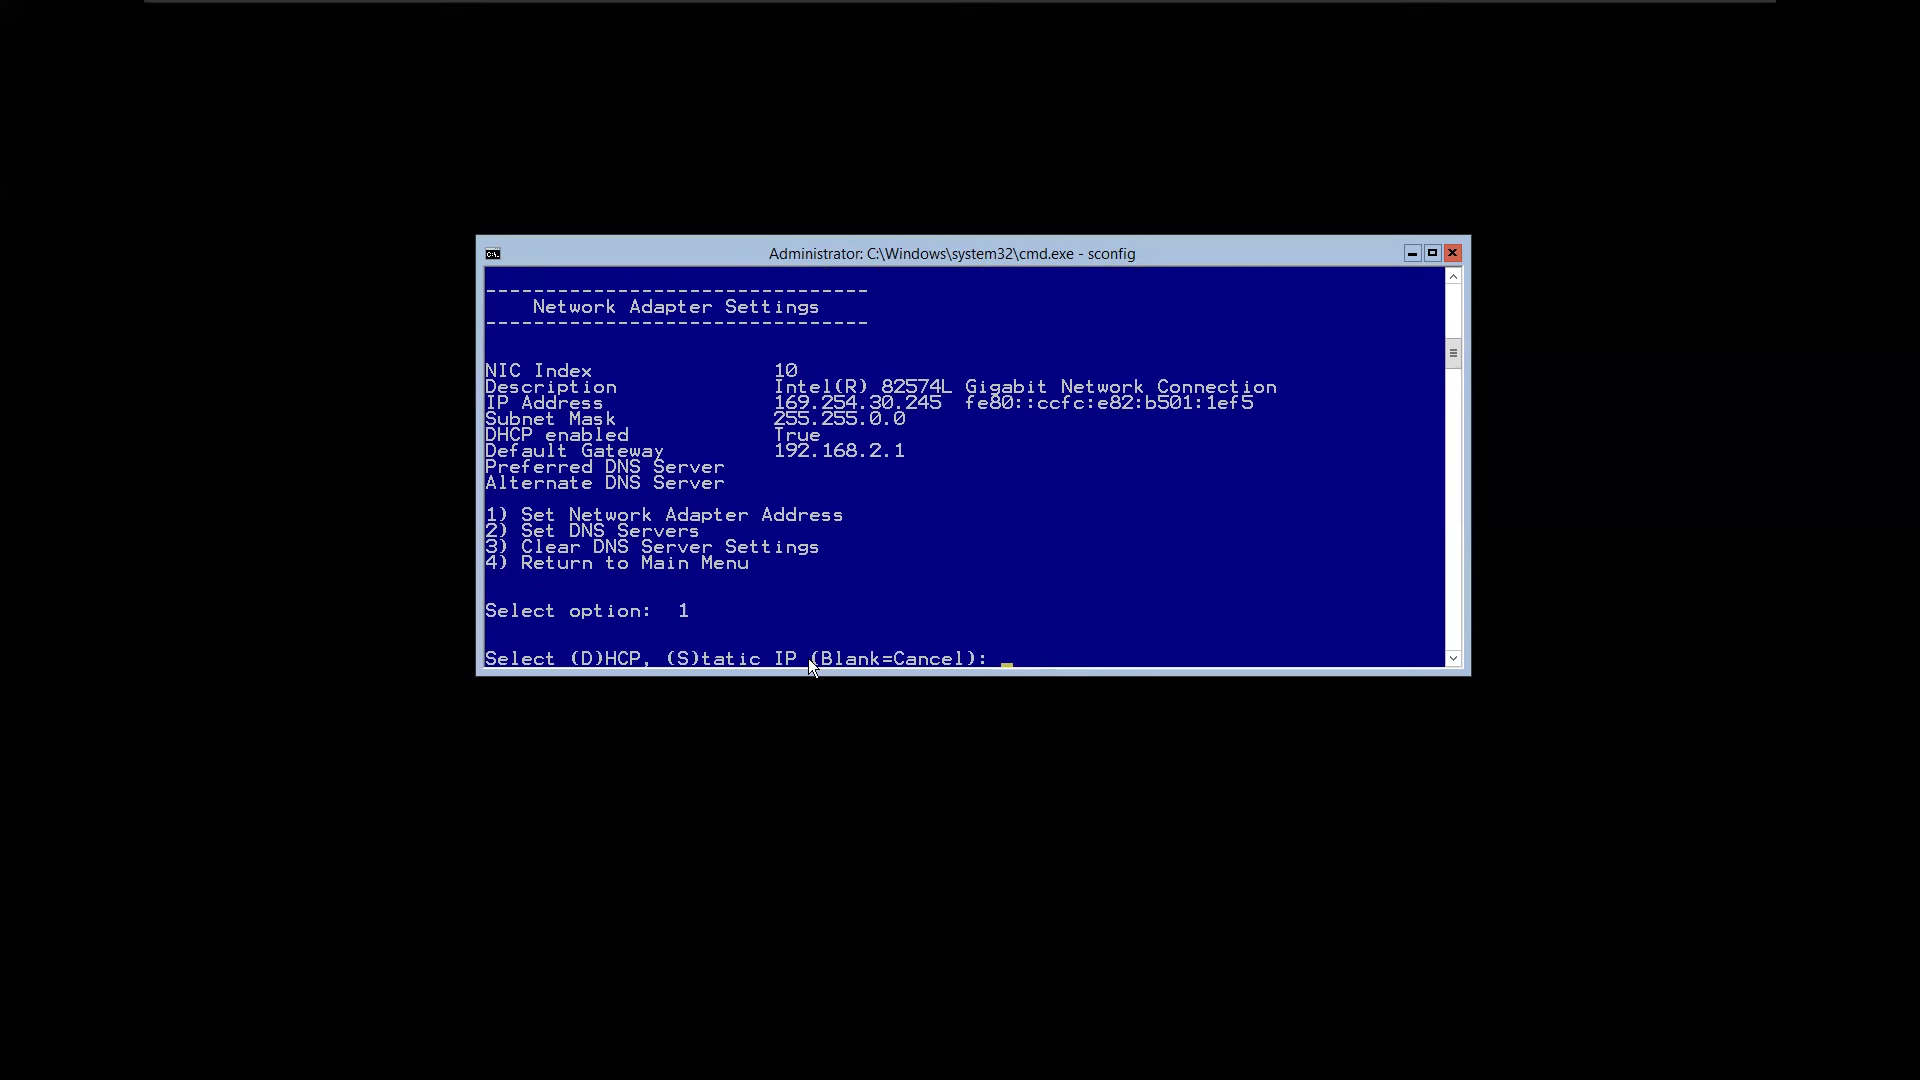 Administrator: C:\Windows\system32\cmd.exe - sconfig
--------------------------------
Network Adapter Settings
--------------------------------
NIC Index 10
Description Intel(R) 82574L Gigabit Network Connection
IP Address 169.254.30.245 fe80::ccfc:e82:b501:1ef5
Subnet Mask 255.255.0.0
DHCP enabled True
Default Gateway 192.168.2.1
Preferred DNS Server
Alternate DNS Server
1) Set Network Adapter Address
2) Set DNS Servers
3) Clear DNS Server Settings
4) Return to Main Menu
Select option: 1
Select (D)HCP, (S)tatic IP (Blank=Cancel): _